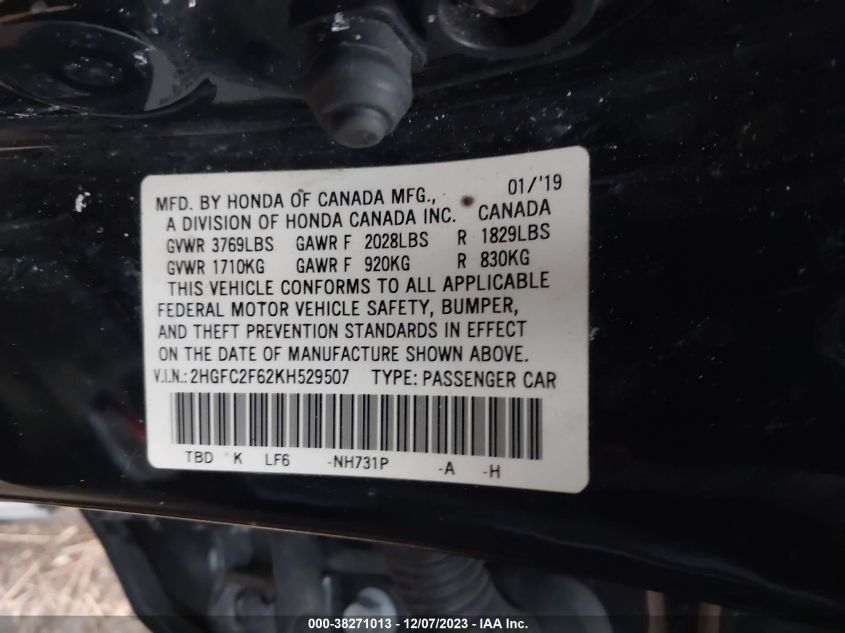 MFD. BY HONDA OF CANADA MFG., 01/'19
A DIVISION OF HONDA CANADA INC. CANADA
GVWR 3769LBS GAWR F 2028LBS R 1829LBS
GVWR 1710KG GAWR F 920KG R 830KG
THIS VEHICLE CONFORMS TO ALL APPLICABLE
FEDERAL MOTOR VEHICLE SAFETY, BUMPER,
AND THEFT PREVENTION STANDARDS IN EFFECT
ON THE DATE OF MANUFACTURE SHOWN ABOVE.
V.I.N.: 2HGFC2F62KH529507 TYPE: PASSENGER CAR
TBD K LF6 -NH731P -A -H
000-38271013 - 12/07/2023 - IAA Inc.